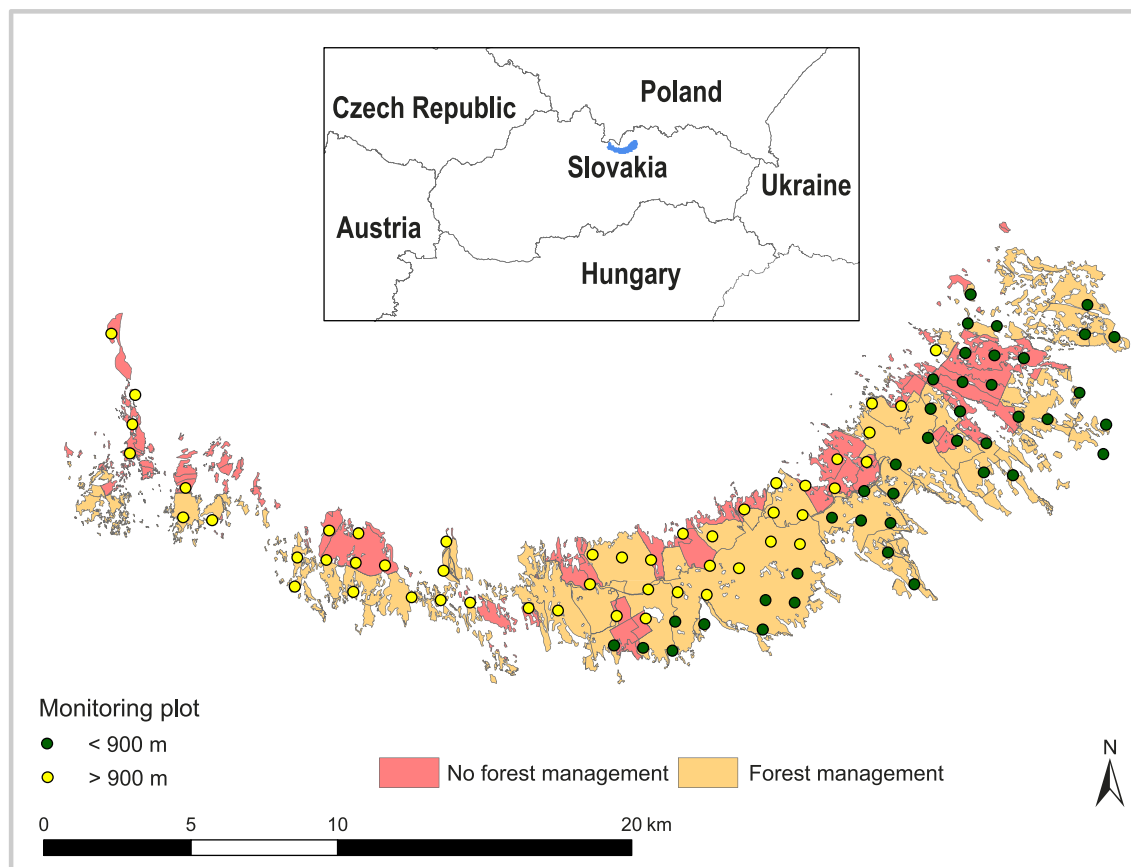 Czech Republic
Poland
Slovakia
Ukraine
Austria
Hungary
Monitoring plot
< 900 m
> 900 m
No forest management
Forest management
N
0 5 10 20 km